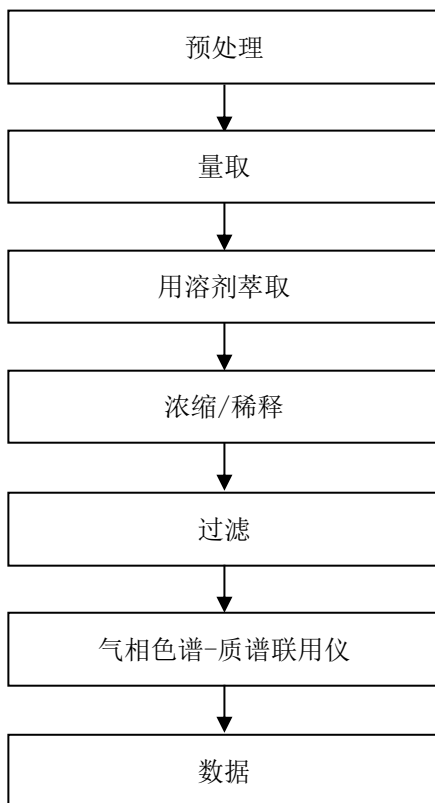 预处理
量取
用溶剂萃取
浓缩/稀释
过滤
气相色谱-质谱联用仪
数据